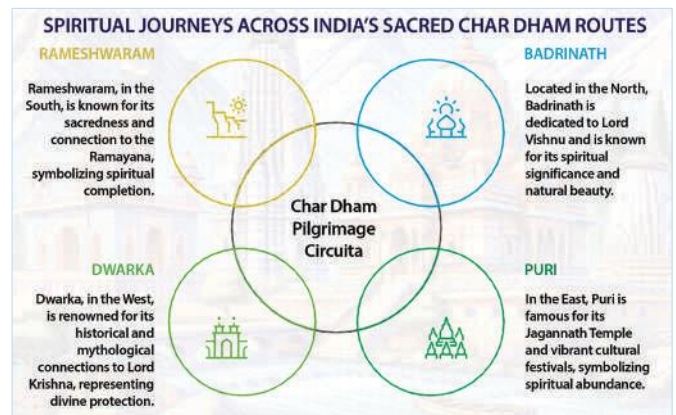 SPIRITUAL JOURNEYS ACROSS INDIA'S SACRED CHAR DHAM ROUTES
RAMESHWARAM
Rameshwaram, in the
South, is known for its
sacredness and
connection to the
Ramayana,
symbolizing spiritual
completion.
BADRINATH
Located in the North,
Badrinath is
dedicated to Lord
Vishnu and is known
for its spiritual
significance and
natural beauty.
Char Dham
Pilgrimage
Circuita
DWARKA
Dwarka, in the West,
is renowned for its
historical and
mythological
connections to Lord
Krishna, representing
divine protection.
PURI
In the East, Puri is
famous for its
Jagannath Temple
and vibrant cultural
festivals, symbolizing
spiritual abundance.